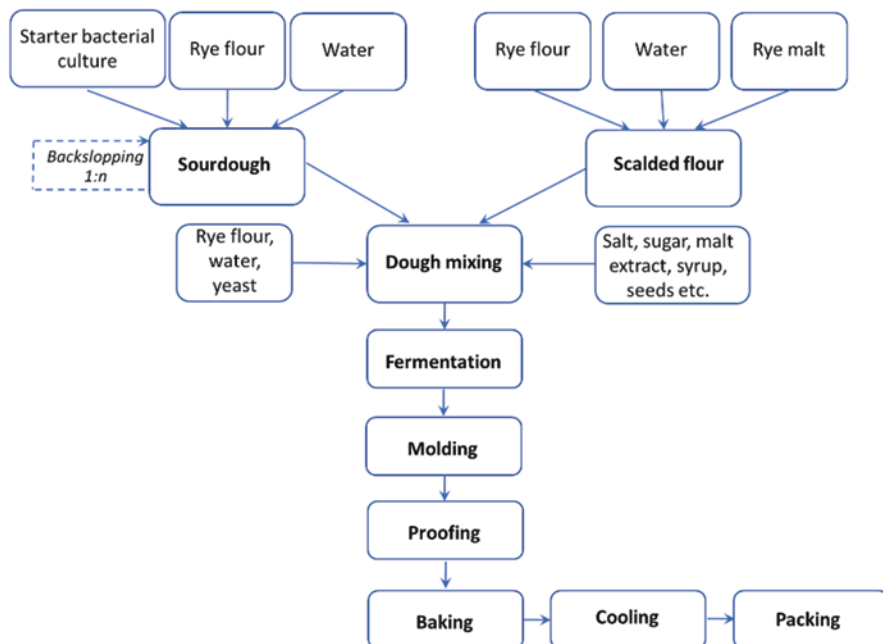 Starter bacterial
culture
Rye flour
Water
Rye flour
Water
Rye malt
Backslopping
1:n
Sourdough
Scalded flour
Rye flour,
water,
yeast
Dough mixing
Salt, sugar, malt
extract, syrup,
seeds etc.
Fermentation
Molding
Proofing
Baking
Cooling
Packing